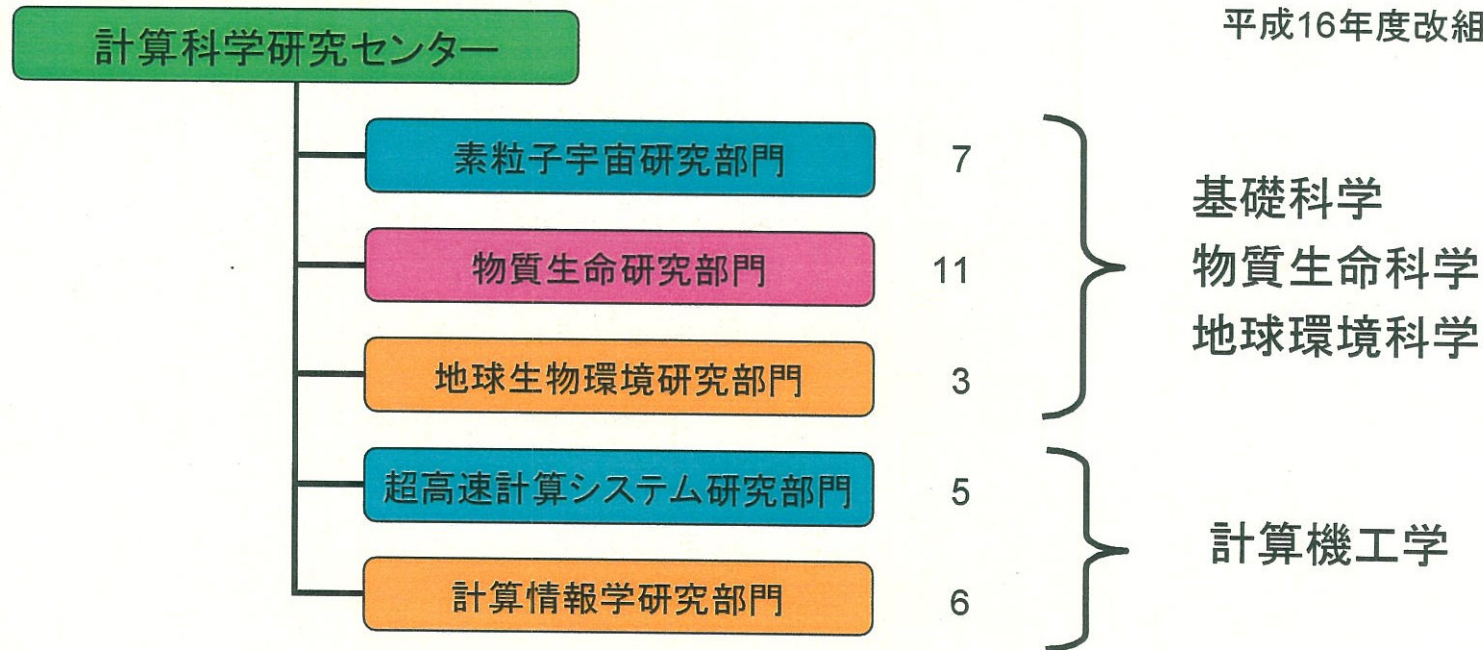 計算科学研究センター
平成16年度改組
素粒子宇宙研究部門 7
物質生命研究部門 11
地球生物環境研究部門 3
超高速計算システム研究部門 5
計算情報学研究部門 6
基礎科学
物質生命科学
地球環境科学
計算機工学